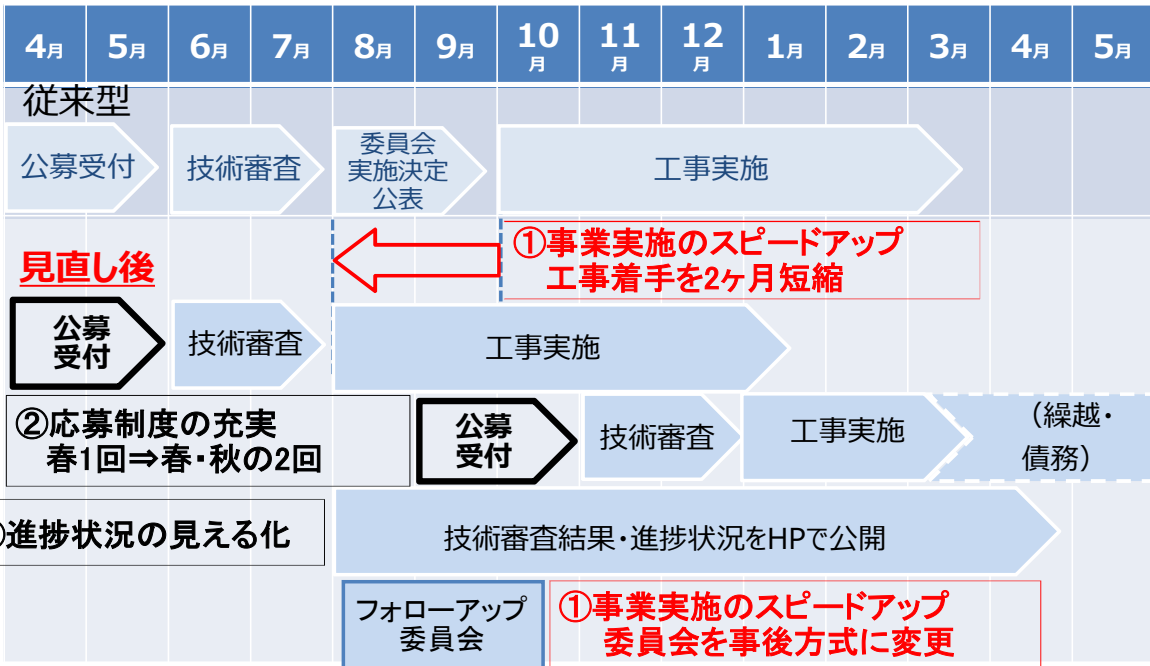 4月 5月 6月 7月 8月 9月 10月 11月 12月 1月 2月 3月 4月 5月
従来型
公募受付
技術審査
委員会
実施決定
公表
工事実施
見直し後
①事業実施のスピードアップ
工事着手を2ヶ月短縮
公募
受付
技術審査
工事実施
②応募制度の充実
春1回⇒春・秋の2回
公募
受付
技術審査
工事実施
（繰越・
債務）
進捗状況の見える化
技術審査結果・進捗状況をHPで公開
フォローアップ
委員会
①事業実施のスピードアップ
委員会を事後方式に変更